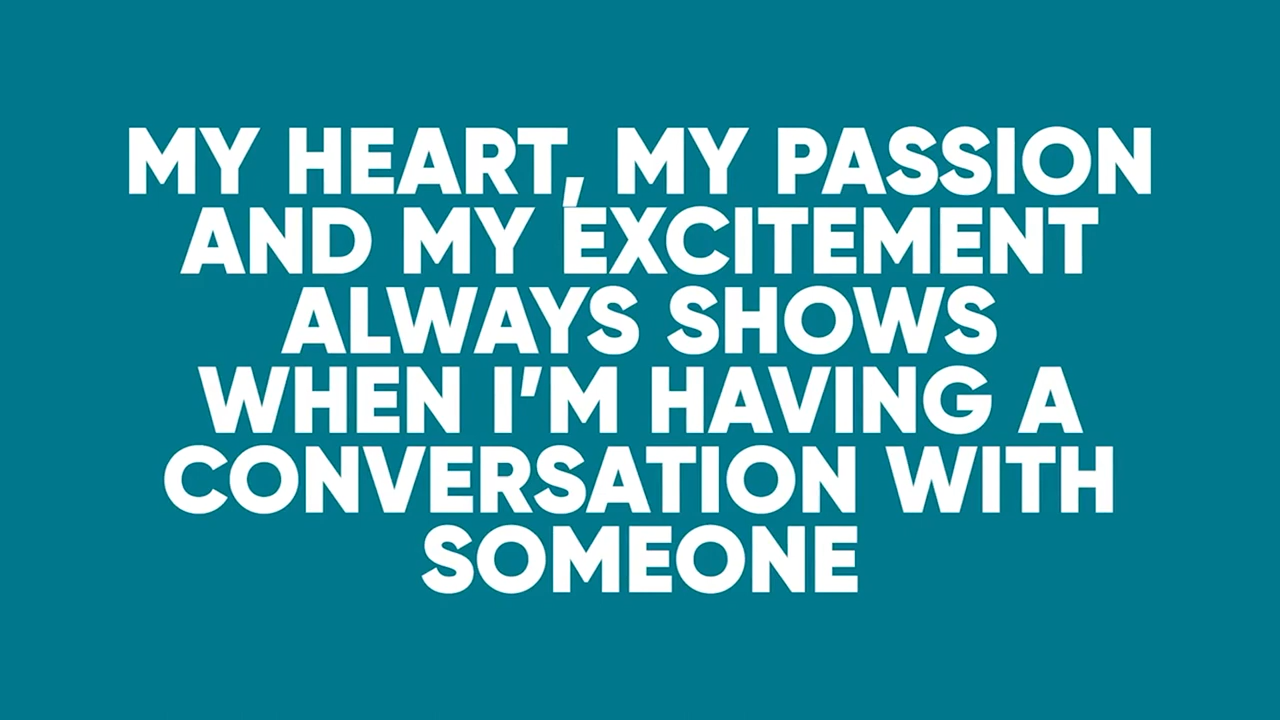 MY HEART, MY PASSION
AND MY EXCITEMENT
ALWAYS SHOWS
WHEN I’M HAVING A
CONVERSATION WITH
SOMEONE